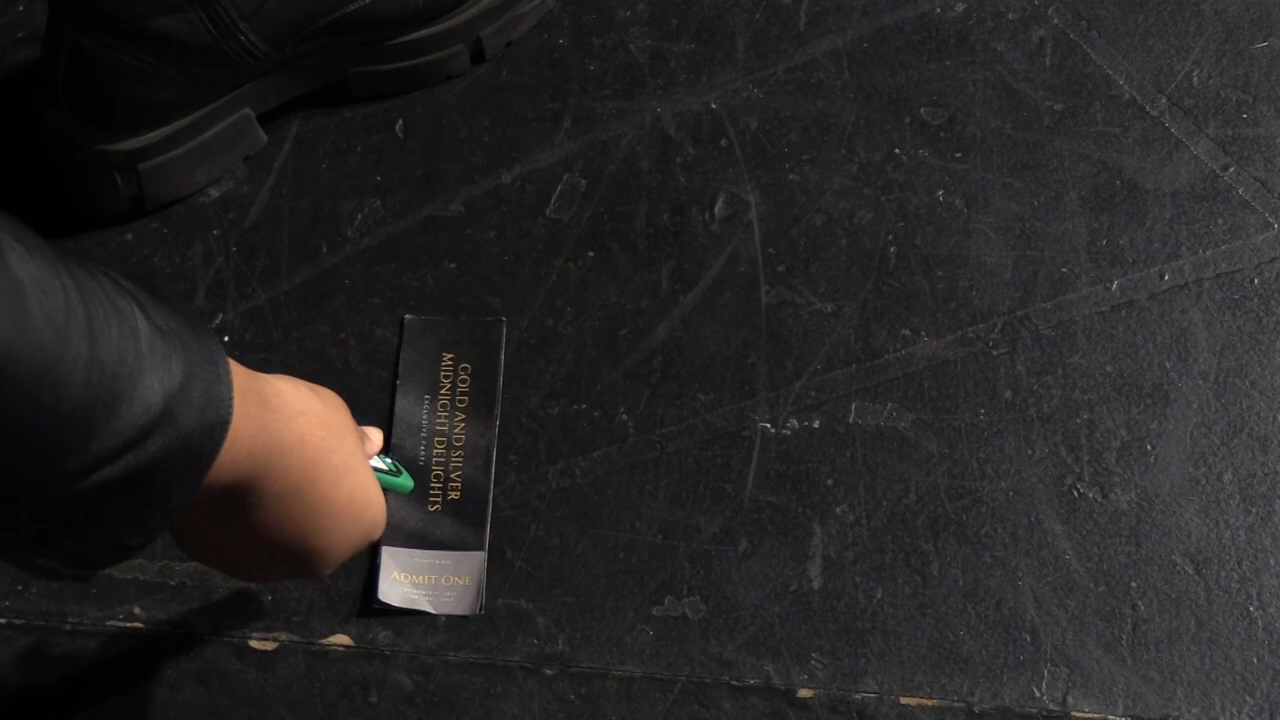 GOLD AND SILVER
MIDNIGHT DELIGHTS
EXCLUSIVE PARTY
ADMIT ONE